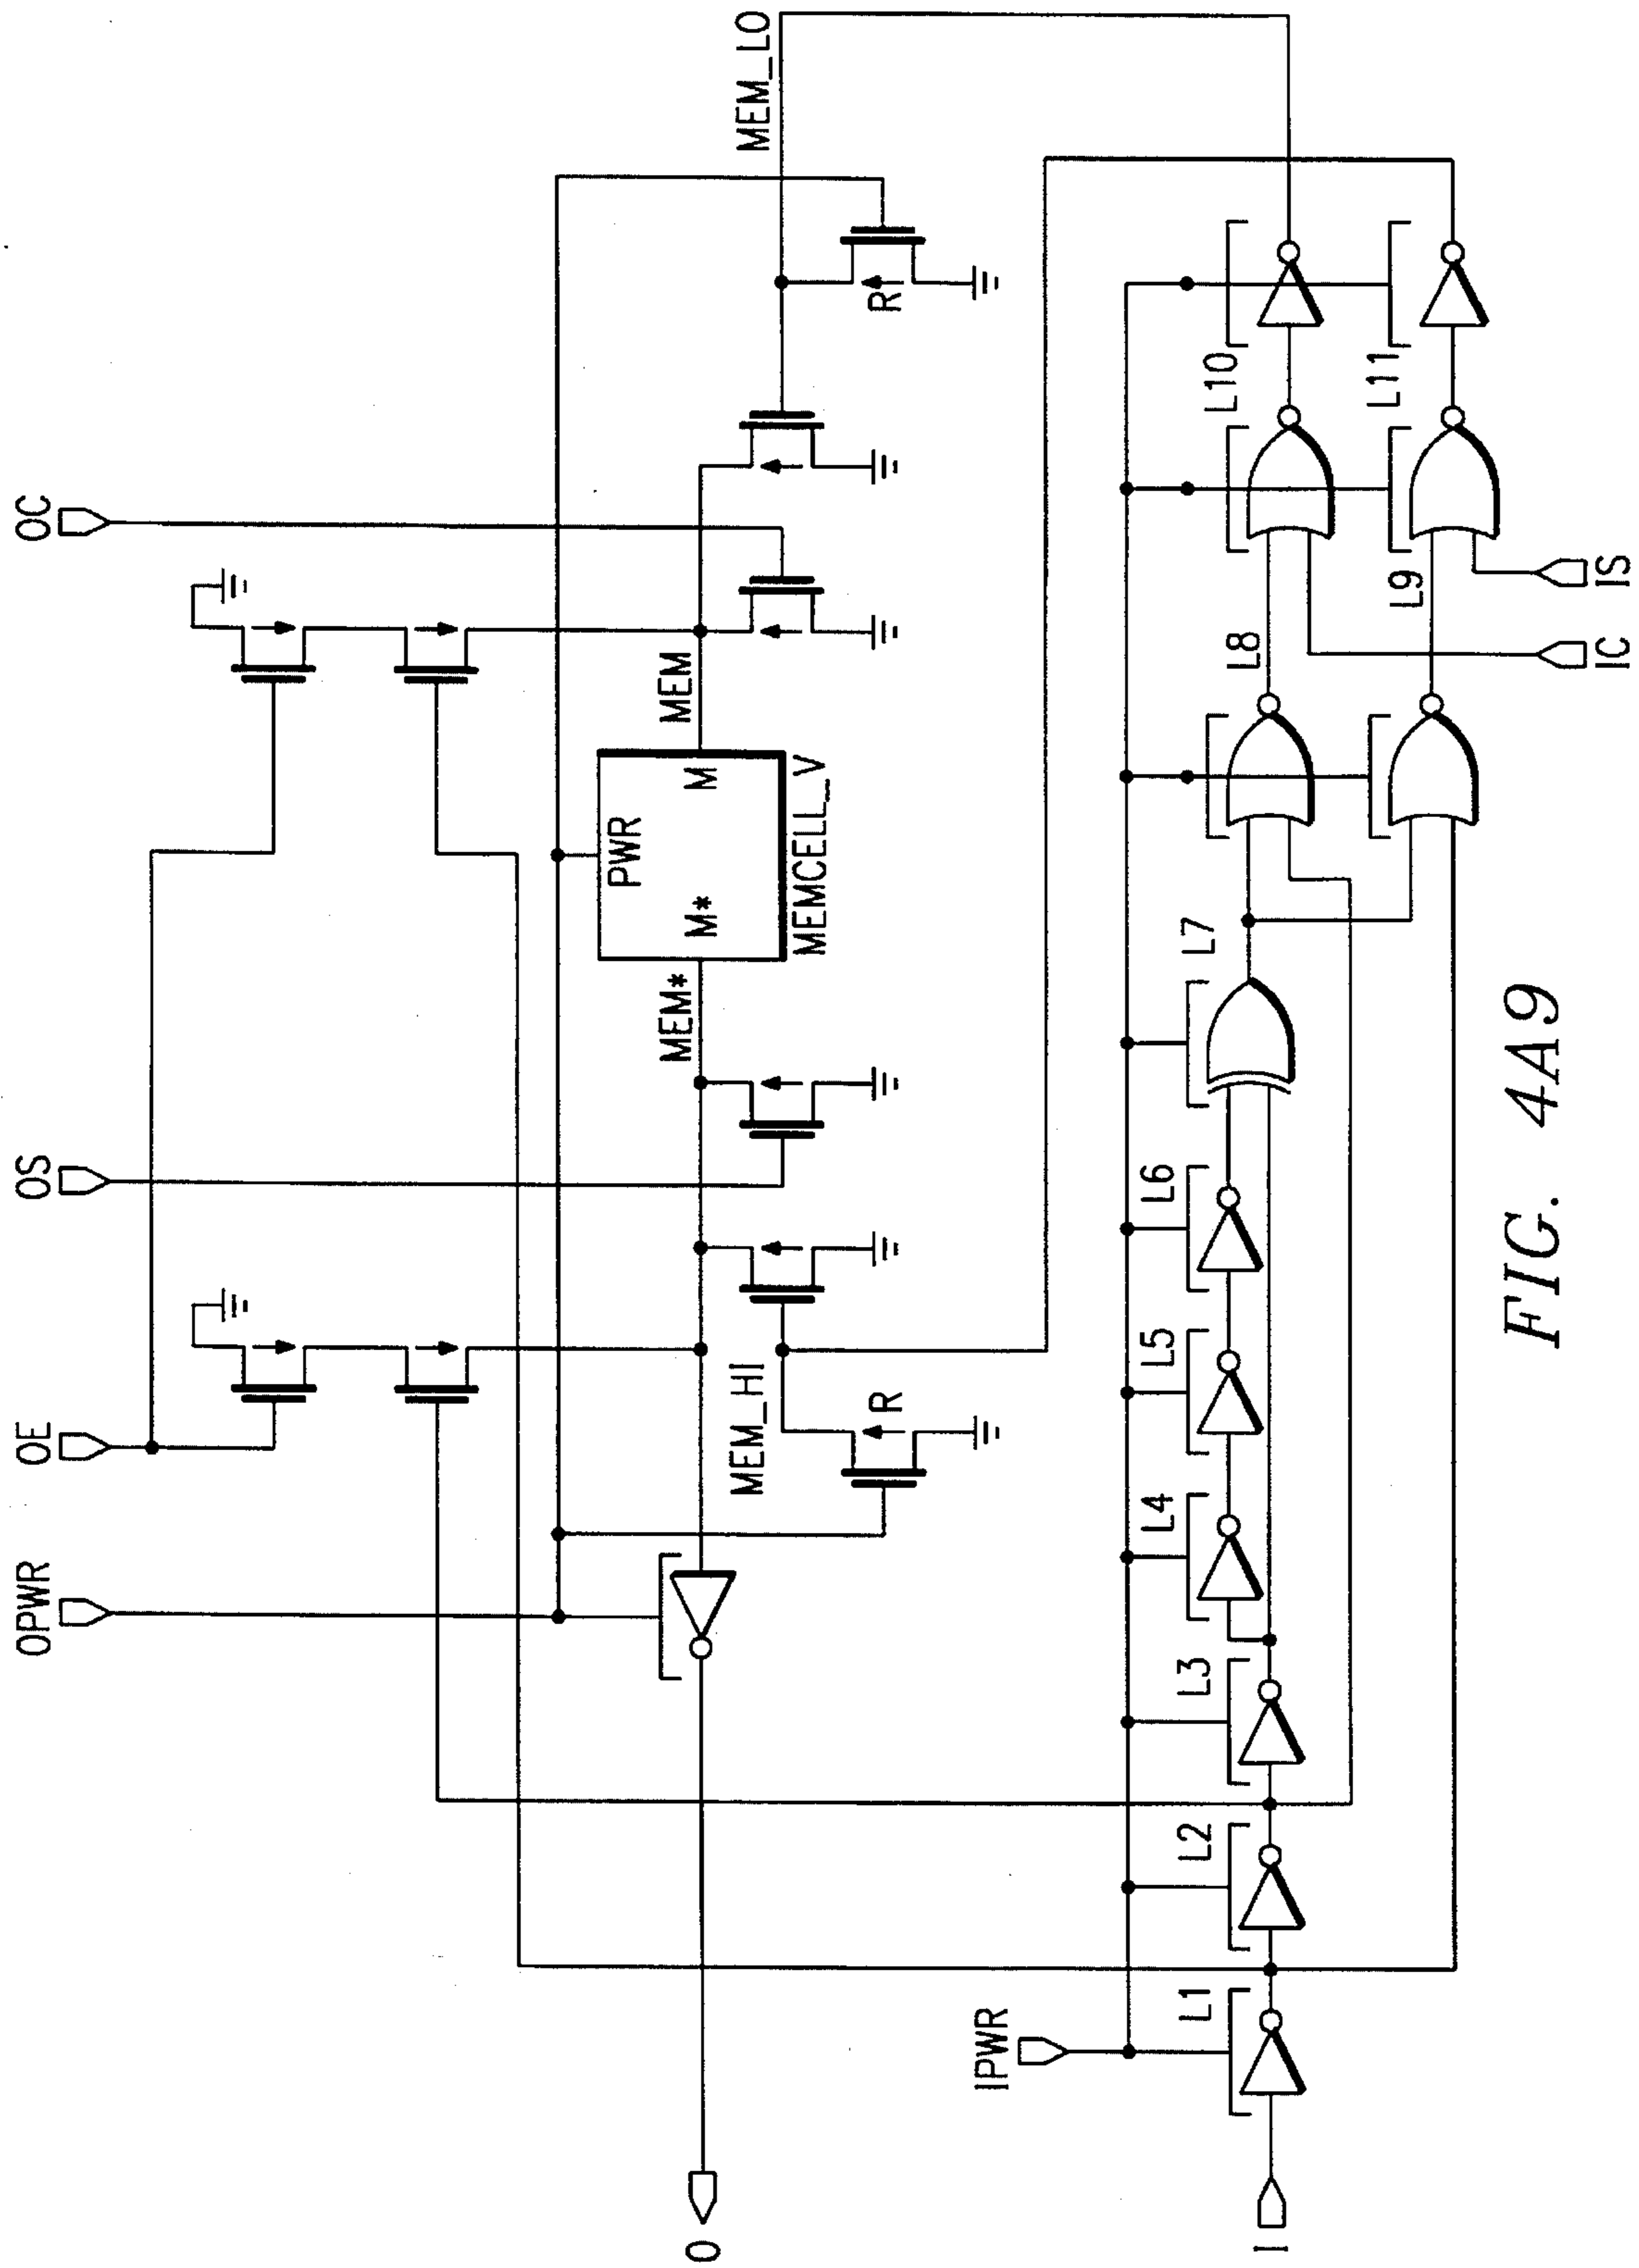 OPWR
OE
OS
OC
MEM_HI
R
MEM*
M*
PWR
M
MEMCELL_V
MEM
R
MEM_LO
O
IPWR
I
L1
L2
L3
L4
L5
L6
L7
L8
L9
L10
L11
IC
IS
FIG. 4A9